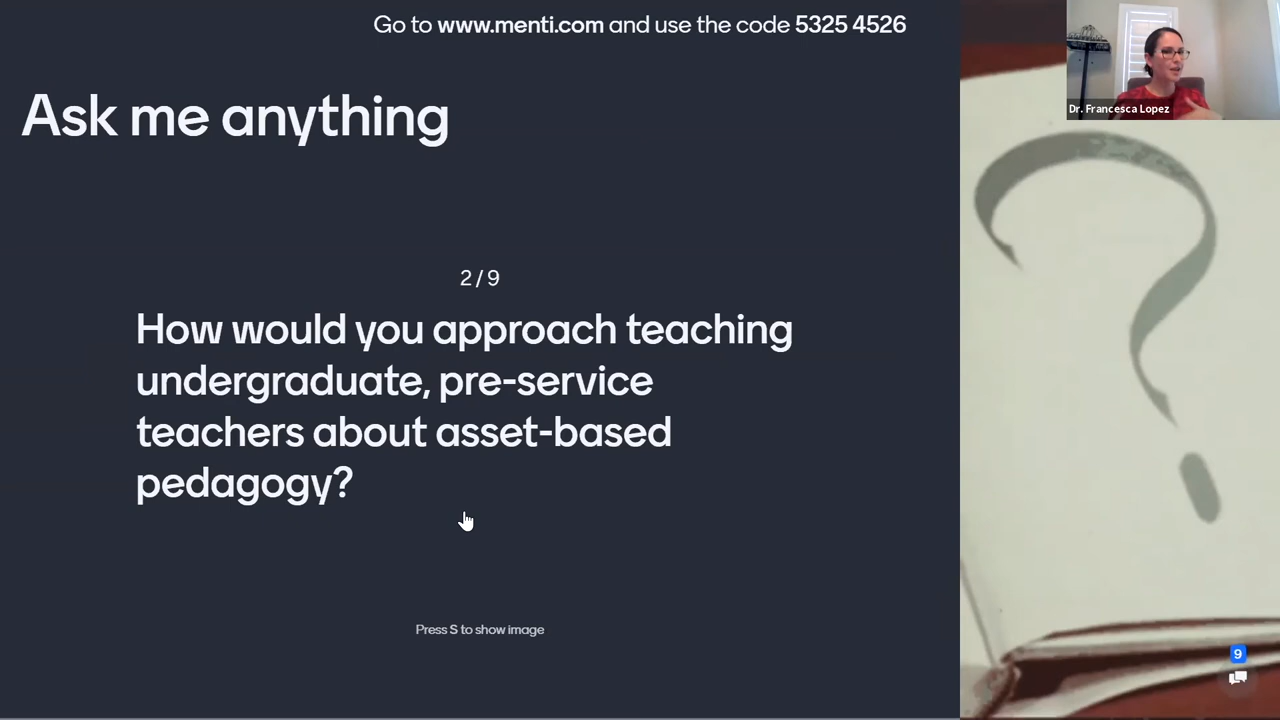 Go to www.menti.com and use the code 5325 4526
Dr. Francesca Lopez
Ask me anything
2 / 9
How would you approach teaching
undergraduate, pre-service
teachers about asset-based
pedagogy?
Press S to show image
9